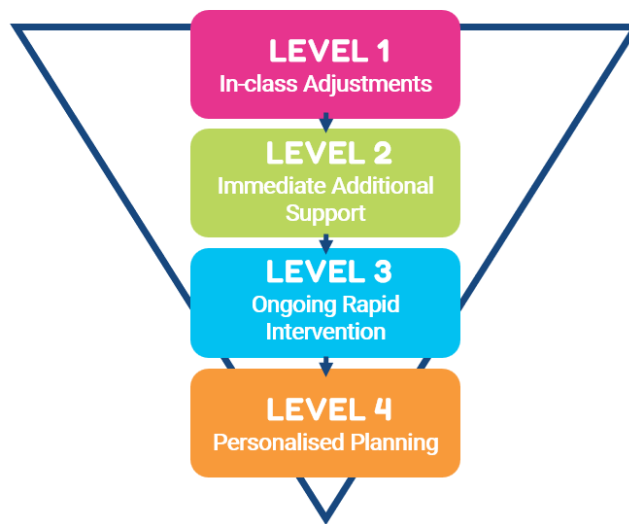 LEVEL 1
In-class Adjustments
LEVEL 2
Immediate Additional
Support
LEVEL 3
Ongoing Rapid
Intervention
LEVEL 4
Personalised Planning